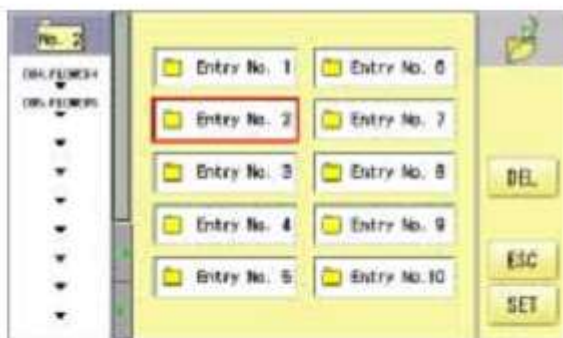 No. 2
Entry No. 1
Entry No. 6
Entry No. 2
Entry No. 7
Entry No. 3
Entry No. 8
Entry No. 4
Entry No. 9
Entry No. 5
Entry No.10
DEL
ESC
SET